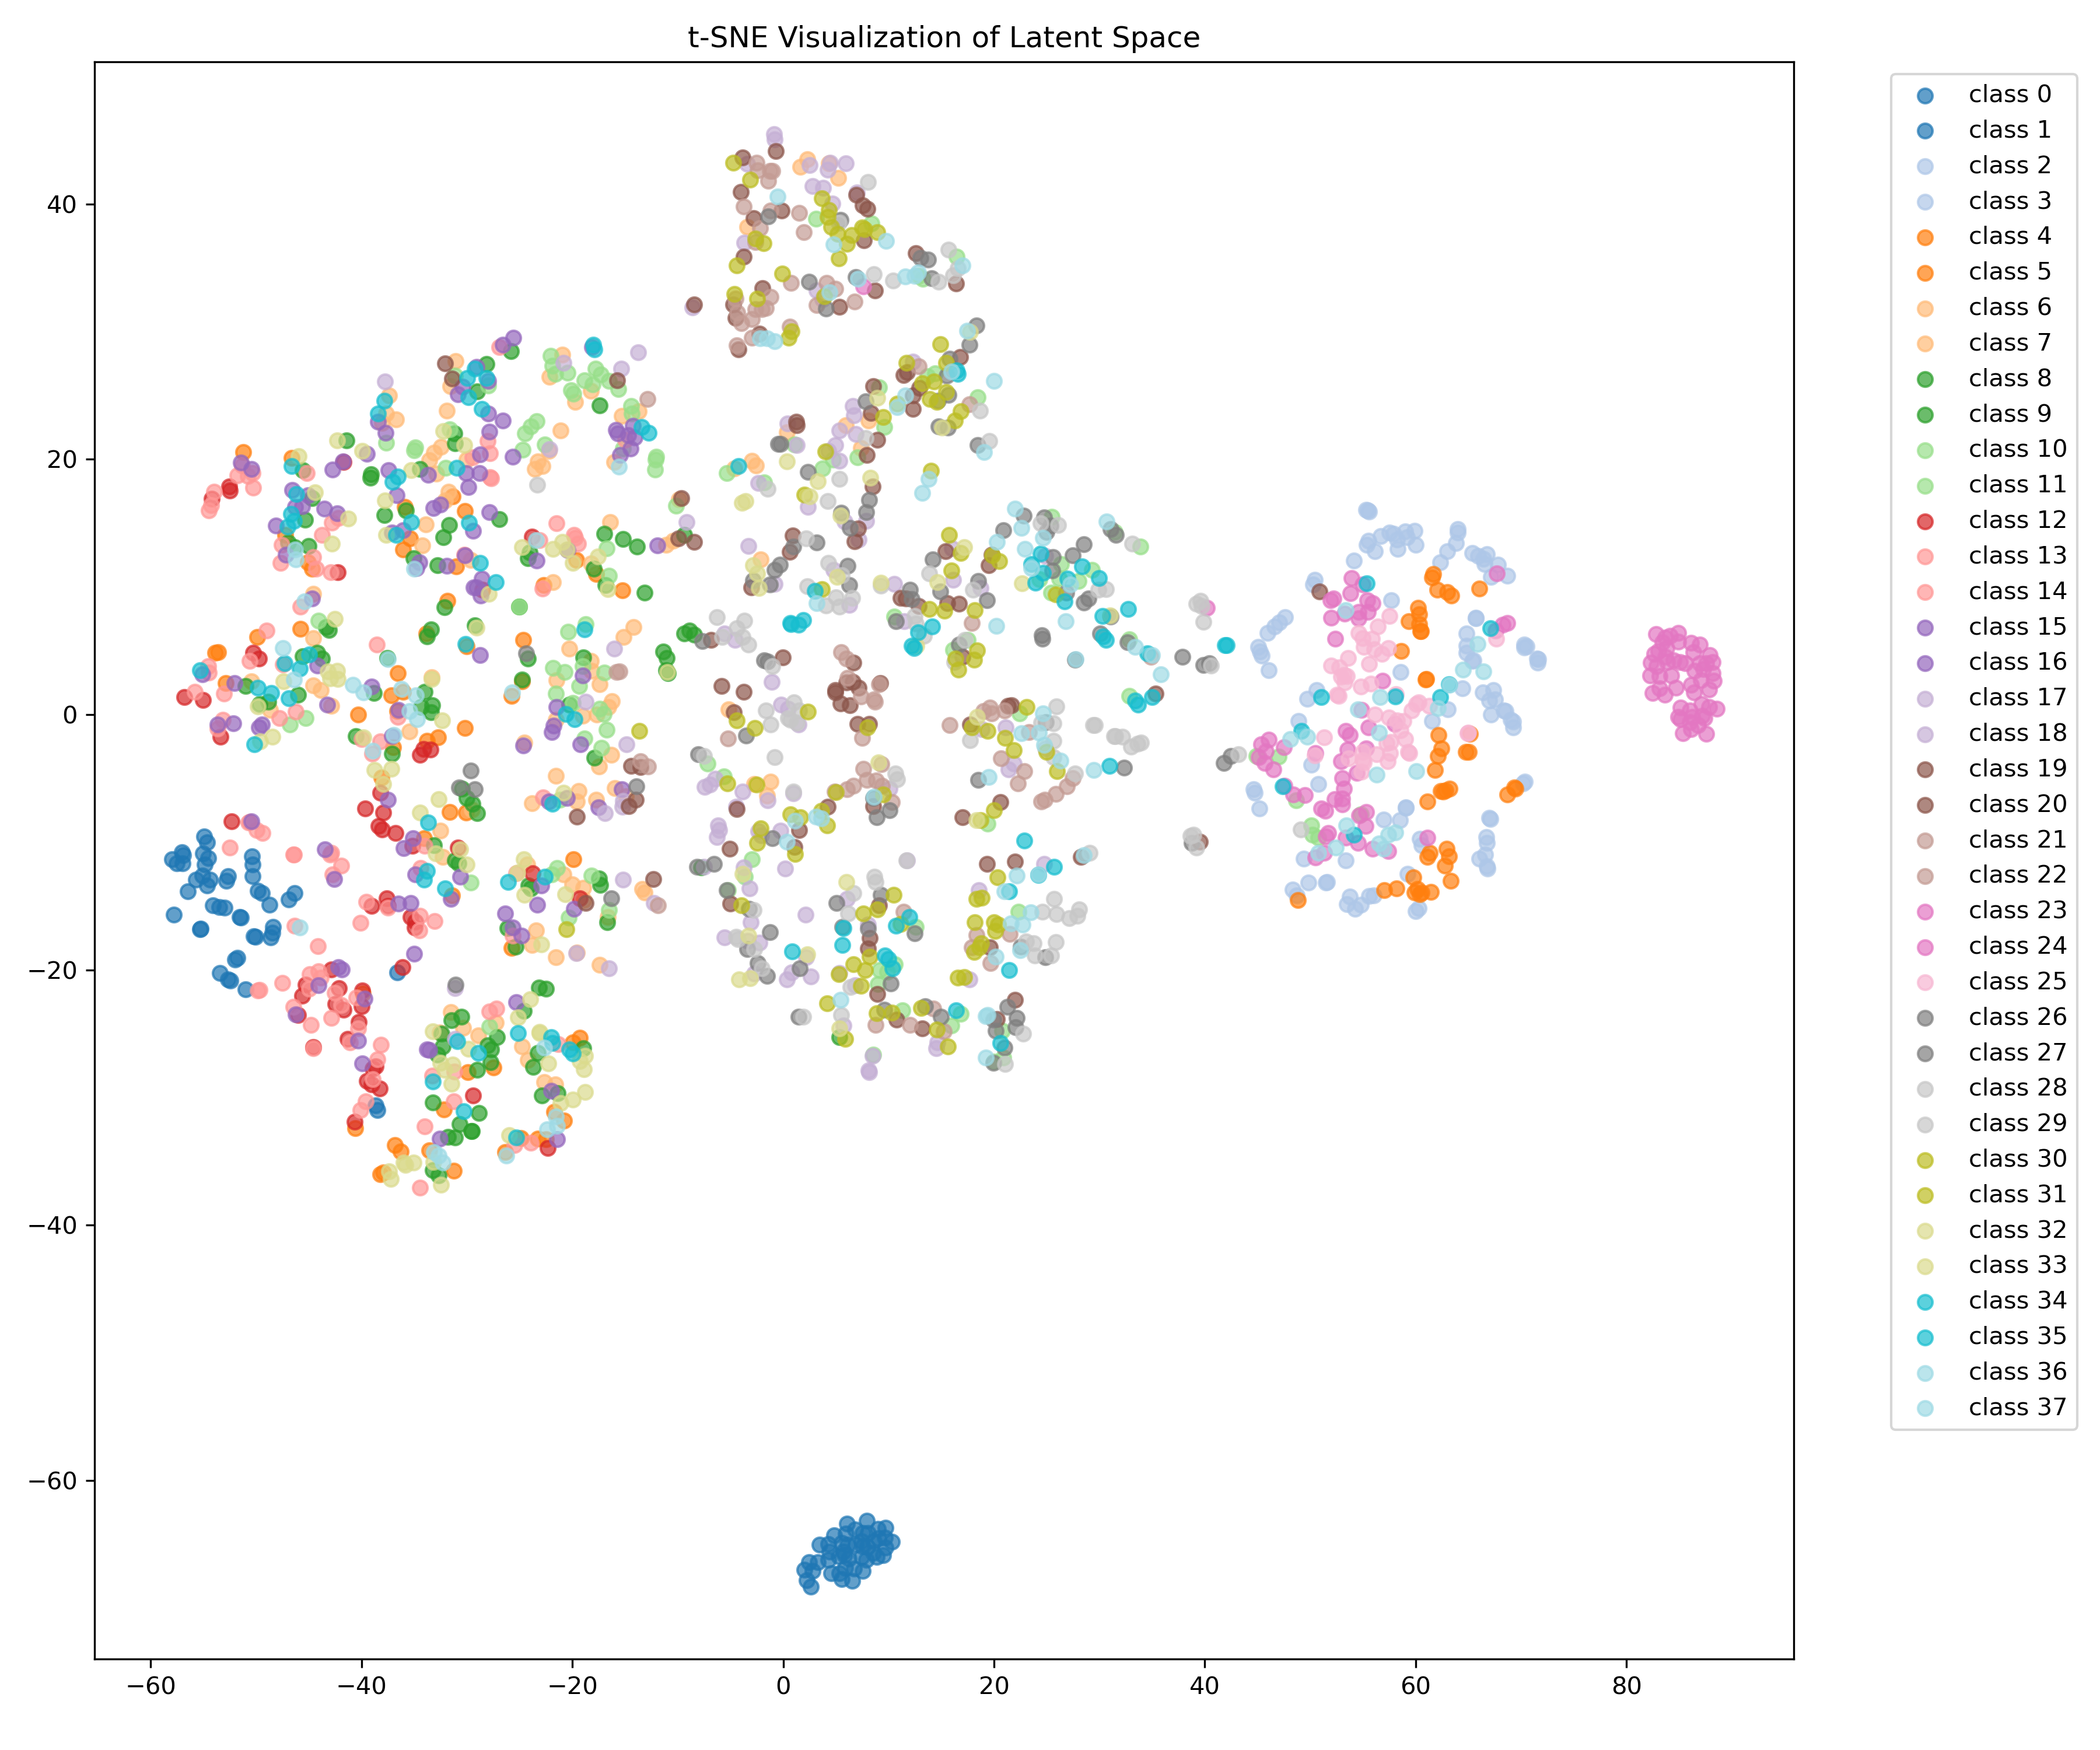 t-SNE Visualization of Latent Space
40
20
0
−20
−40
−60
−60
−40
−20
0
20
40
60
80
class 0
class 1
class 2
class 3
class 4
class 5
class 6
class 7
class 8
class 9
class 10
class 11
class 12
class 13
class 14
class 15
class 16
class 17
class 18
class 19
class 20
class 21
class 22
class 23
class 24
class 25
class 26
class 27
class 28
class 29
class 30
class 31
class 32
class 33
class 34
class 35
class 36
class 37